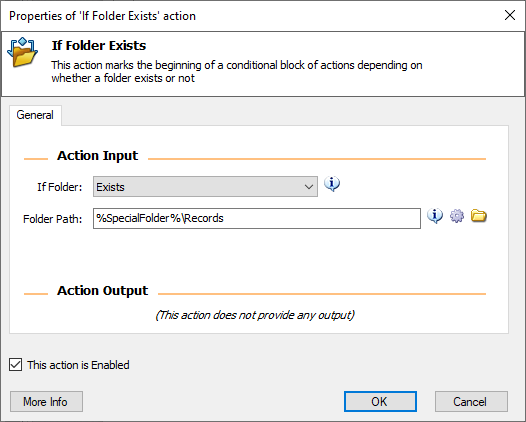 Properties of 'If Folder Exists' action
If Folder Exists
This action marks the beginning of a conditional block of actions depending on
whether a folder exists or not
General
Action Input
If Folder: Exists
Folder Path: %SpecialFolder%\Records
Action Output
(This action does not provide any output)
This action is Enabled
More Info OK Cancel